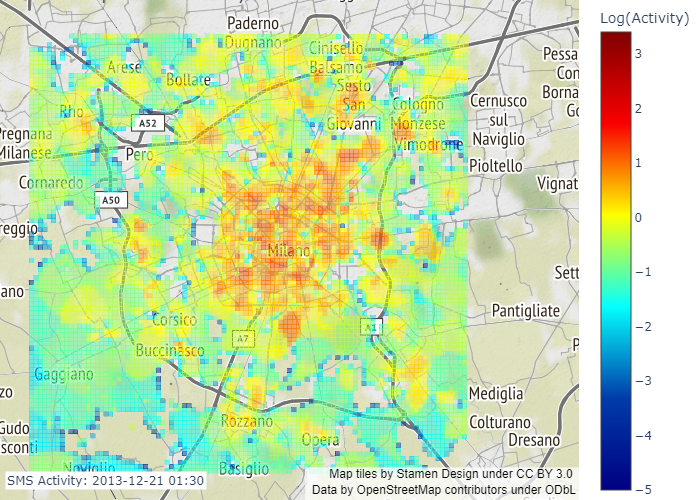 Log(Activity)
3
2
1
0
−1
−2
−3
−4
−5
Paderno
Dugnano
Cinisello
Balsamo
Arese
Bollate
Sesto
San
Giovanni
Cologno
Monzese
Vimodrone
Cernusco
sul
Naviglio
Pioltello
Pessa
Con
Borna
Go
Vignat
Rho
A52
Pregnana
Milanese
Pero
Cornaredo
A50
reggio
Milano
ano
Sett
Pantigliate
P
Corsico
A7
A1
Buccinasco
Gaggiano
zo
Mediglia
Colturano
Dresano
Rozzano
Opera
Gudo
sconti
Noviglio
Basiglio
SMS Activity: 2013-12-21 01:30
Map tiles by Stamen Design under CC BY 3.0
Data by OpenStreetMap contributors under ODbL